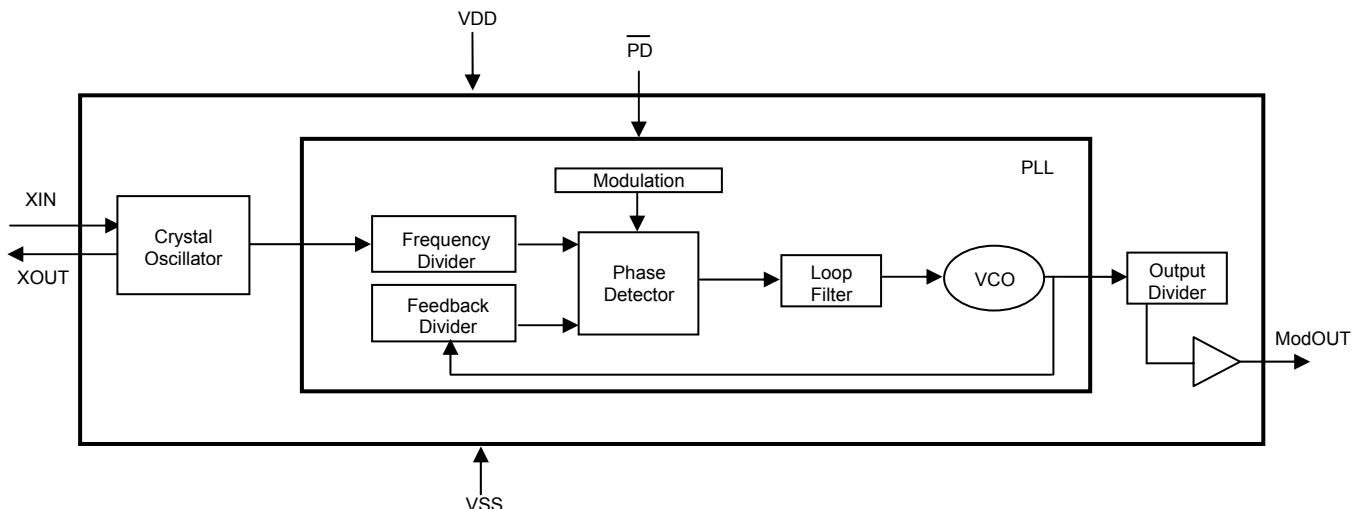 VDD
PD
PLL
Modulation
XIN
XOUT
Crystal
Oscillator
Frequency
Divider
Feedback
Divider
Phase
Detector
Loop
Filter
VCO
Output
Divider
ModOUT
VSS